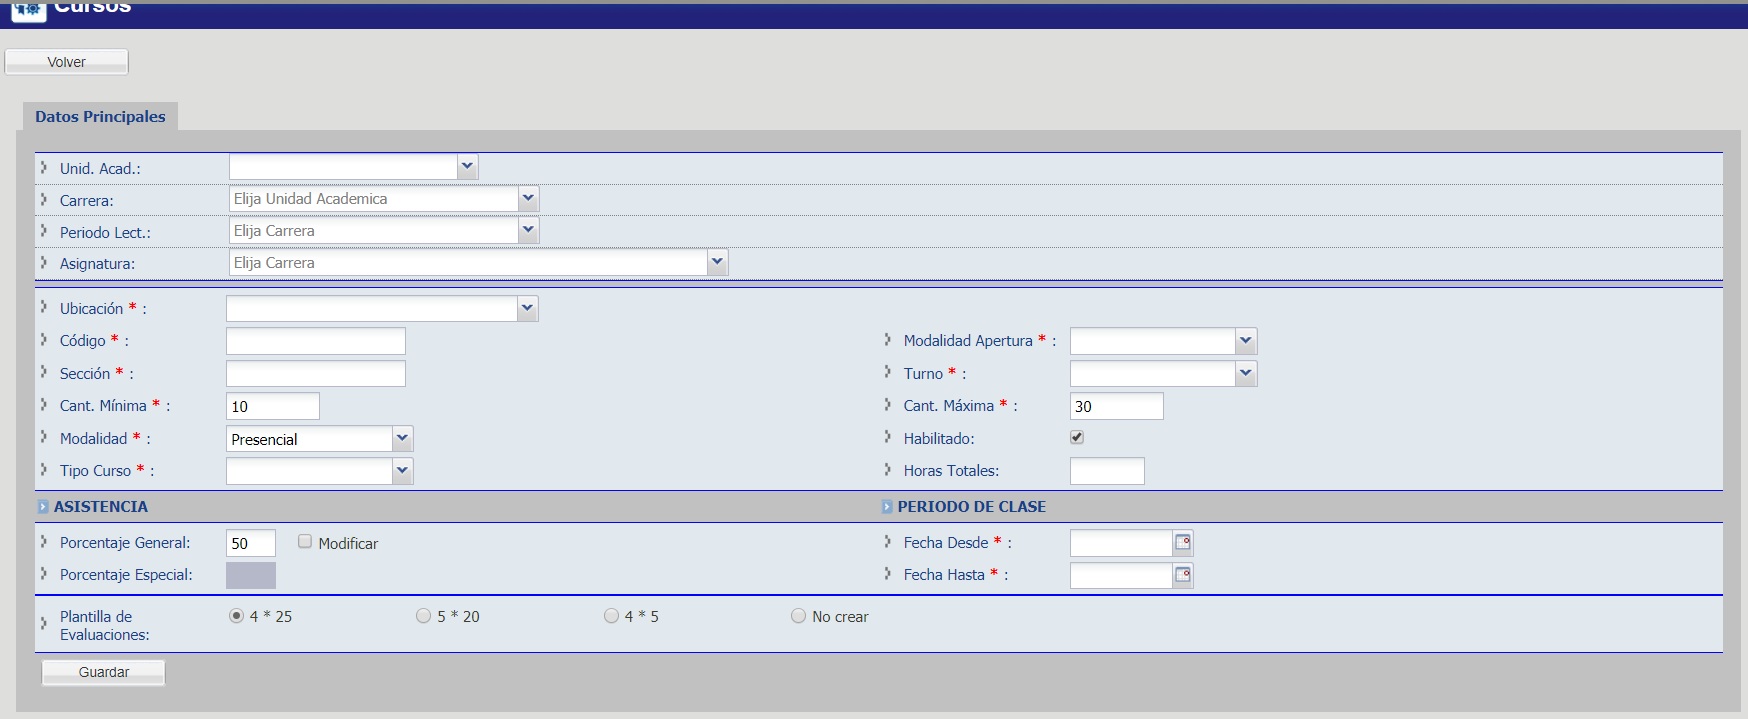 Cursos
Volver
Datos Principales
Unid. Acad.:
Carrera: Elija Unidad Academica
Periodo Lect.: Elija Carrera
Asignatura: Elija Carrera
Ubicación * :
Código * : Modalidad Apertura * :
Sección * : Turno * :
Cant. Mínima * : 10 Cant. Máxima * : 30
Modalidad * : Presencial Habilitado:
Tipo Curso * : Horas Totales:
ASISTENCIA PERIODO DE CLASE
Porcentaje General: 50 Modificar Fecha Desde * :
Porcentaje Especial: Fecha Hasta * :
Plantilla de
Evaluaciones: 4 * 25 5 * 20 4 * 5 No crear
Guardar